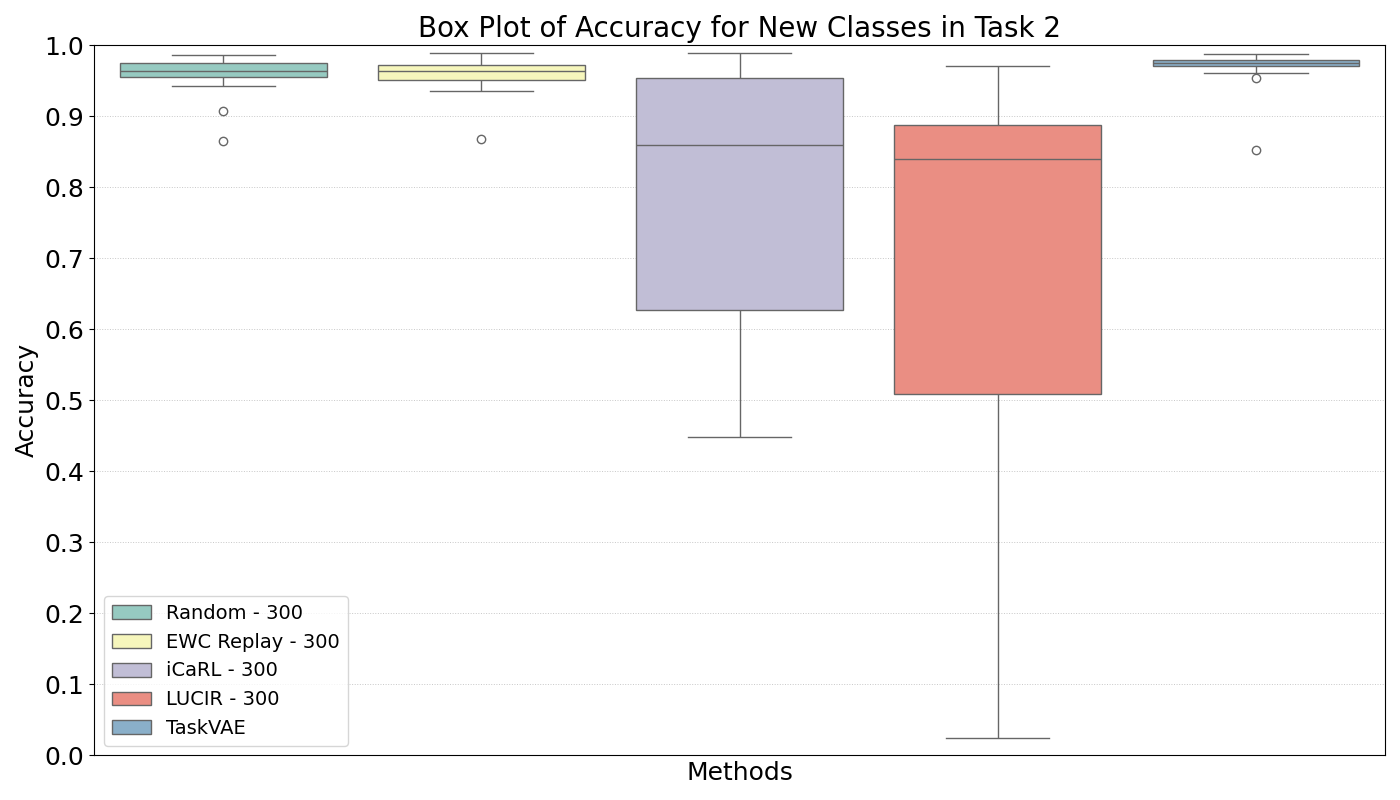 Box Plot of Accuracy for New Classes in Task 2
1.0
0.9
0.8
0.7
0.6
0.5
0.4
0.3
0.2
0.1
0.0
Accuracy
Random - 300
EWC Replay - 300
iCaRL - 300
LUCIR - 300
TaskVAE
Methods